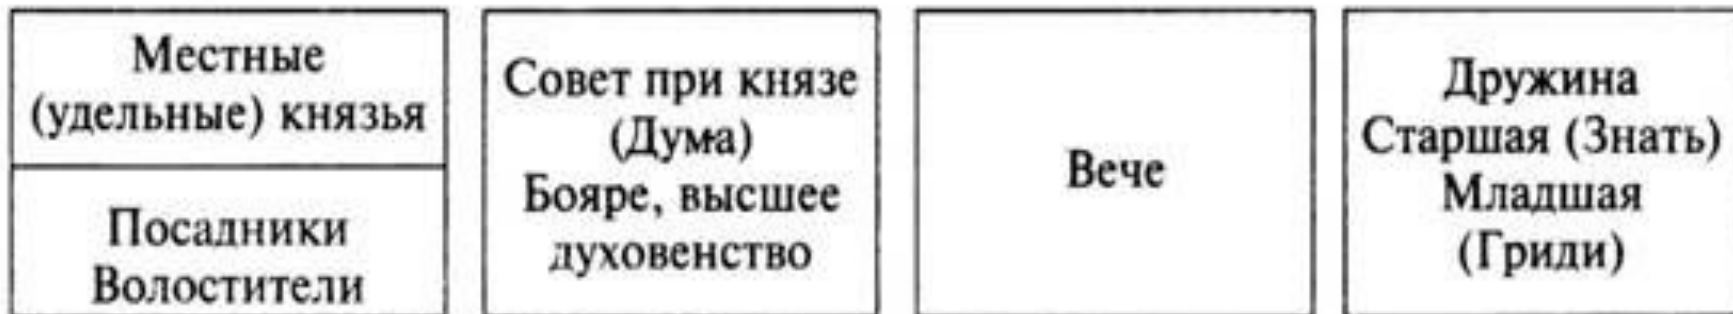 Местные
(удельные) князья
Посадники
Волостители
Совет при князе
(Дума)
Бояре, высшее
духовенство
Вече
Дружина
Старшая (Знать)
Младшая
(Гриди)